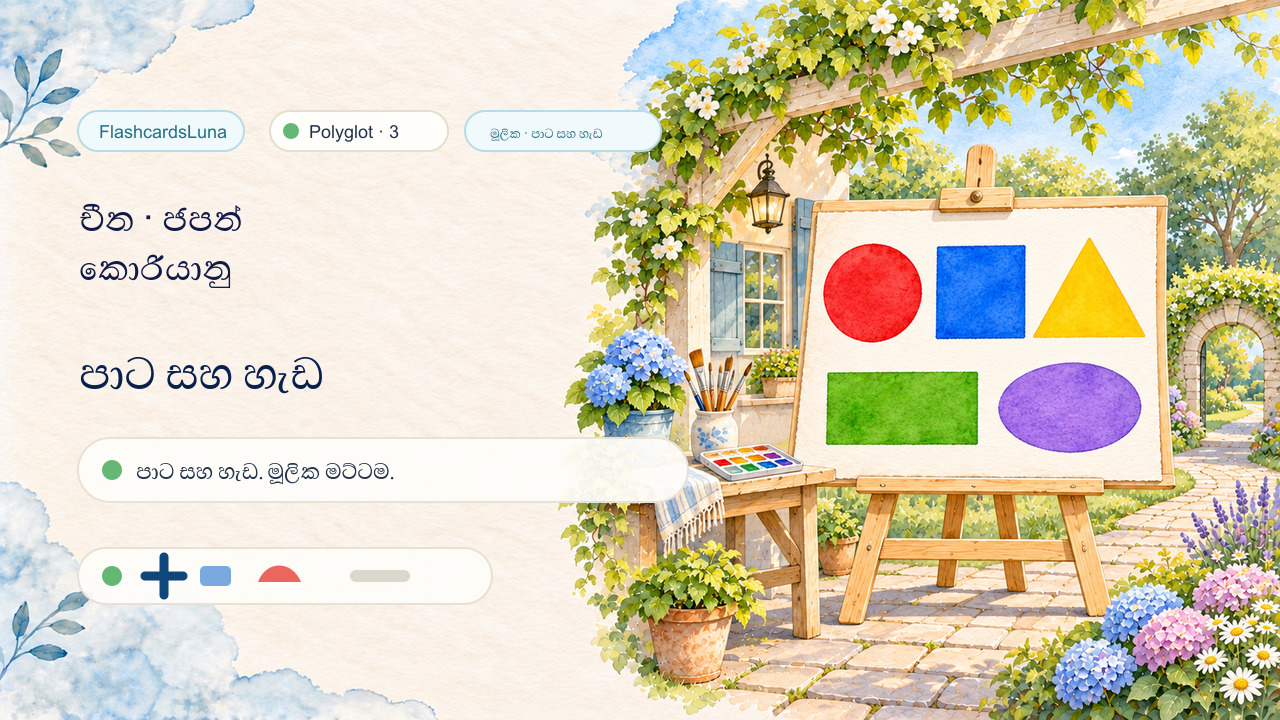 FlashcardsLuna
Polyglot · 3
මූලික · පාට සහ හැඩ
චීන · ජපන්
කොරියානු
පාට සහ හැඩ
පාට සහ හැඩ. මූලික මට්ටම.